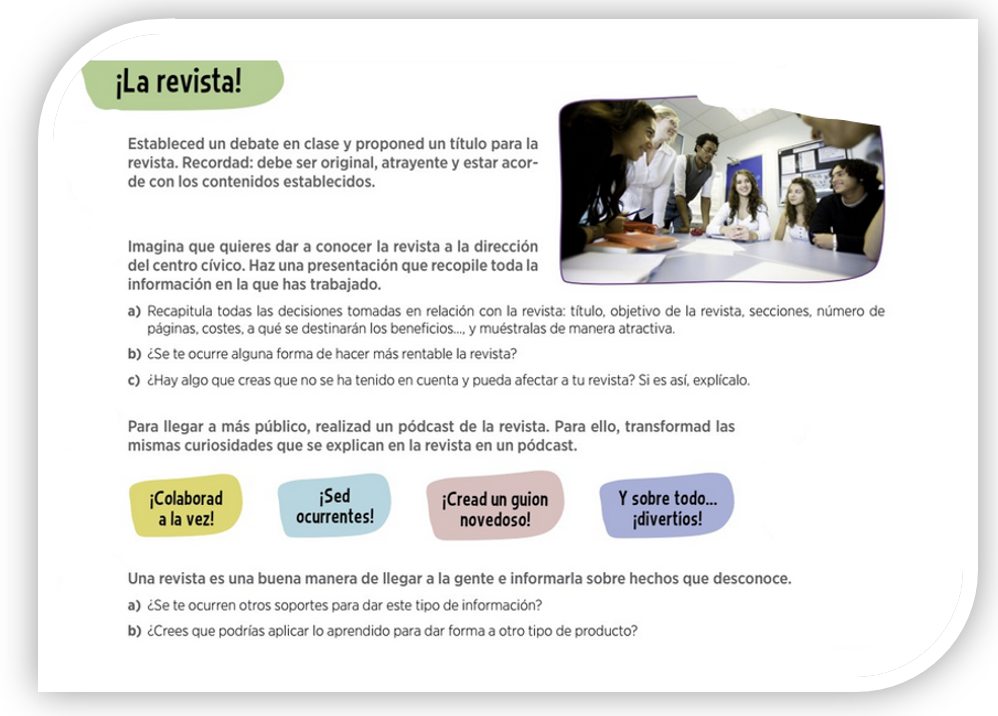 ¡La revista!
Estableced un debate en clase y proponed un título para la
revista. Recordad: debe ser original, atrayente y estar acor-
de con los contenidos establecidos.
Imagina que quieres dar a conocer la revista a la dirección
del centro cívico. Haz una presentación que recopile toda la
información en la que has trabajado.
a) Recapitula todas las decisiones tomadas en relación con la revista: título, objetivo de la revista, secciones, número de
páginas, costes, a qué se destinarán los beneficios..., y muéstralas de manera atractiva.
b) ¿Se te ocurre alguna forma de hacer más rentable la revista?
c) ¿Hay algo que creas que no se ha tenido en cuenta y pueda afectar a tu revista? Si es así, explícalo.
Para llegar a más público, realizad un pódcast de la revista. Para ello, transformad las
mismas curiosidades que se explican en la revista en un pódcast.
¡Colaborad
a la vez!
¡Sed
ocurrentes!
¡Cread un guion
novedoso!
Y sobre todo...
¡divertíos!
Una revista es una buena manera de llegar a la gente e informarla sobre hechos que desconoce.
a) ¿Se te ocurren otros soportes para dar este tipo de información?
b) ¿Crees que podrías aplicar lo aprendido para dar forma a otro tipo de producto?